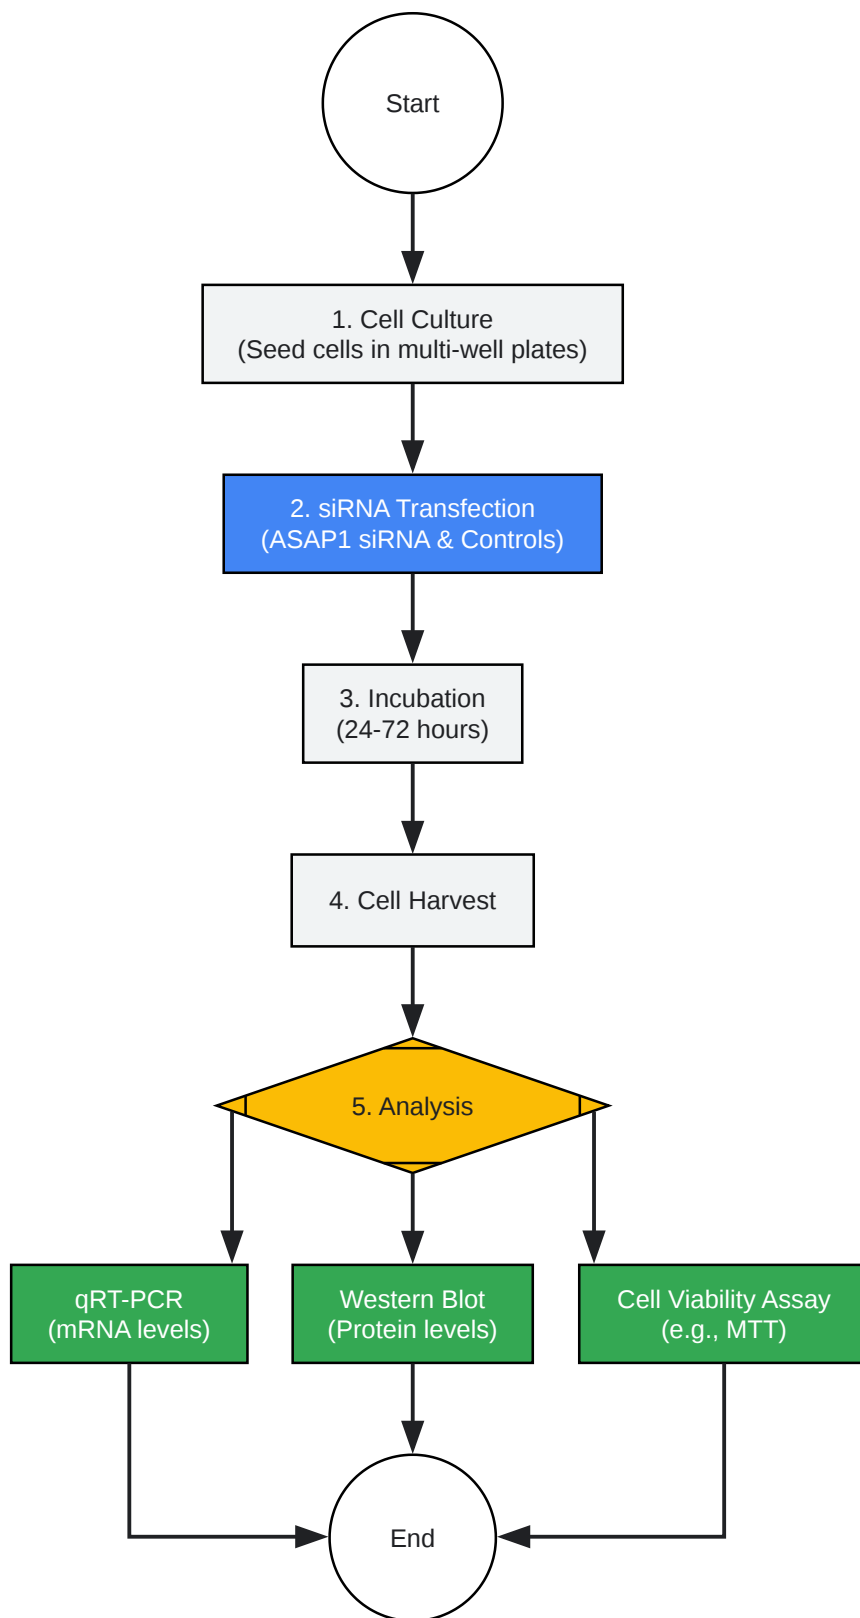 Start
1. Cell Culture
(Seed cells in multi-well plates)
2. siRNA Transfection
(ASAP1 siRNA & Controls)
3. Incubation
(24-72 hours)
4. Cell Harvest
5. Analysis
qRT-PCR
(mRNA levels)
Western Blot
(Protein levels)
Cell Viability Assay
(e.g., MTT)
End